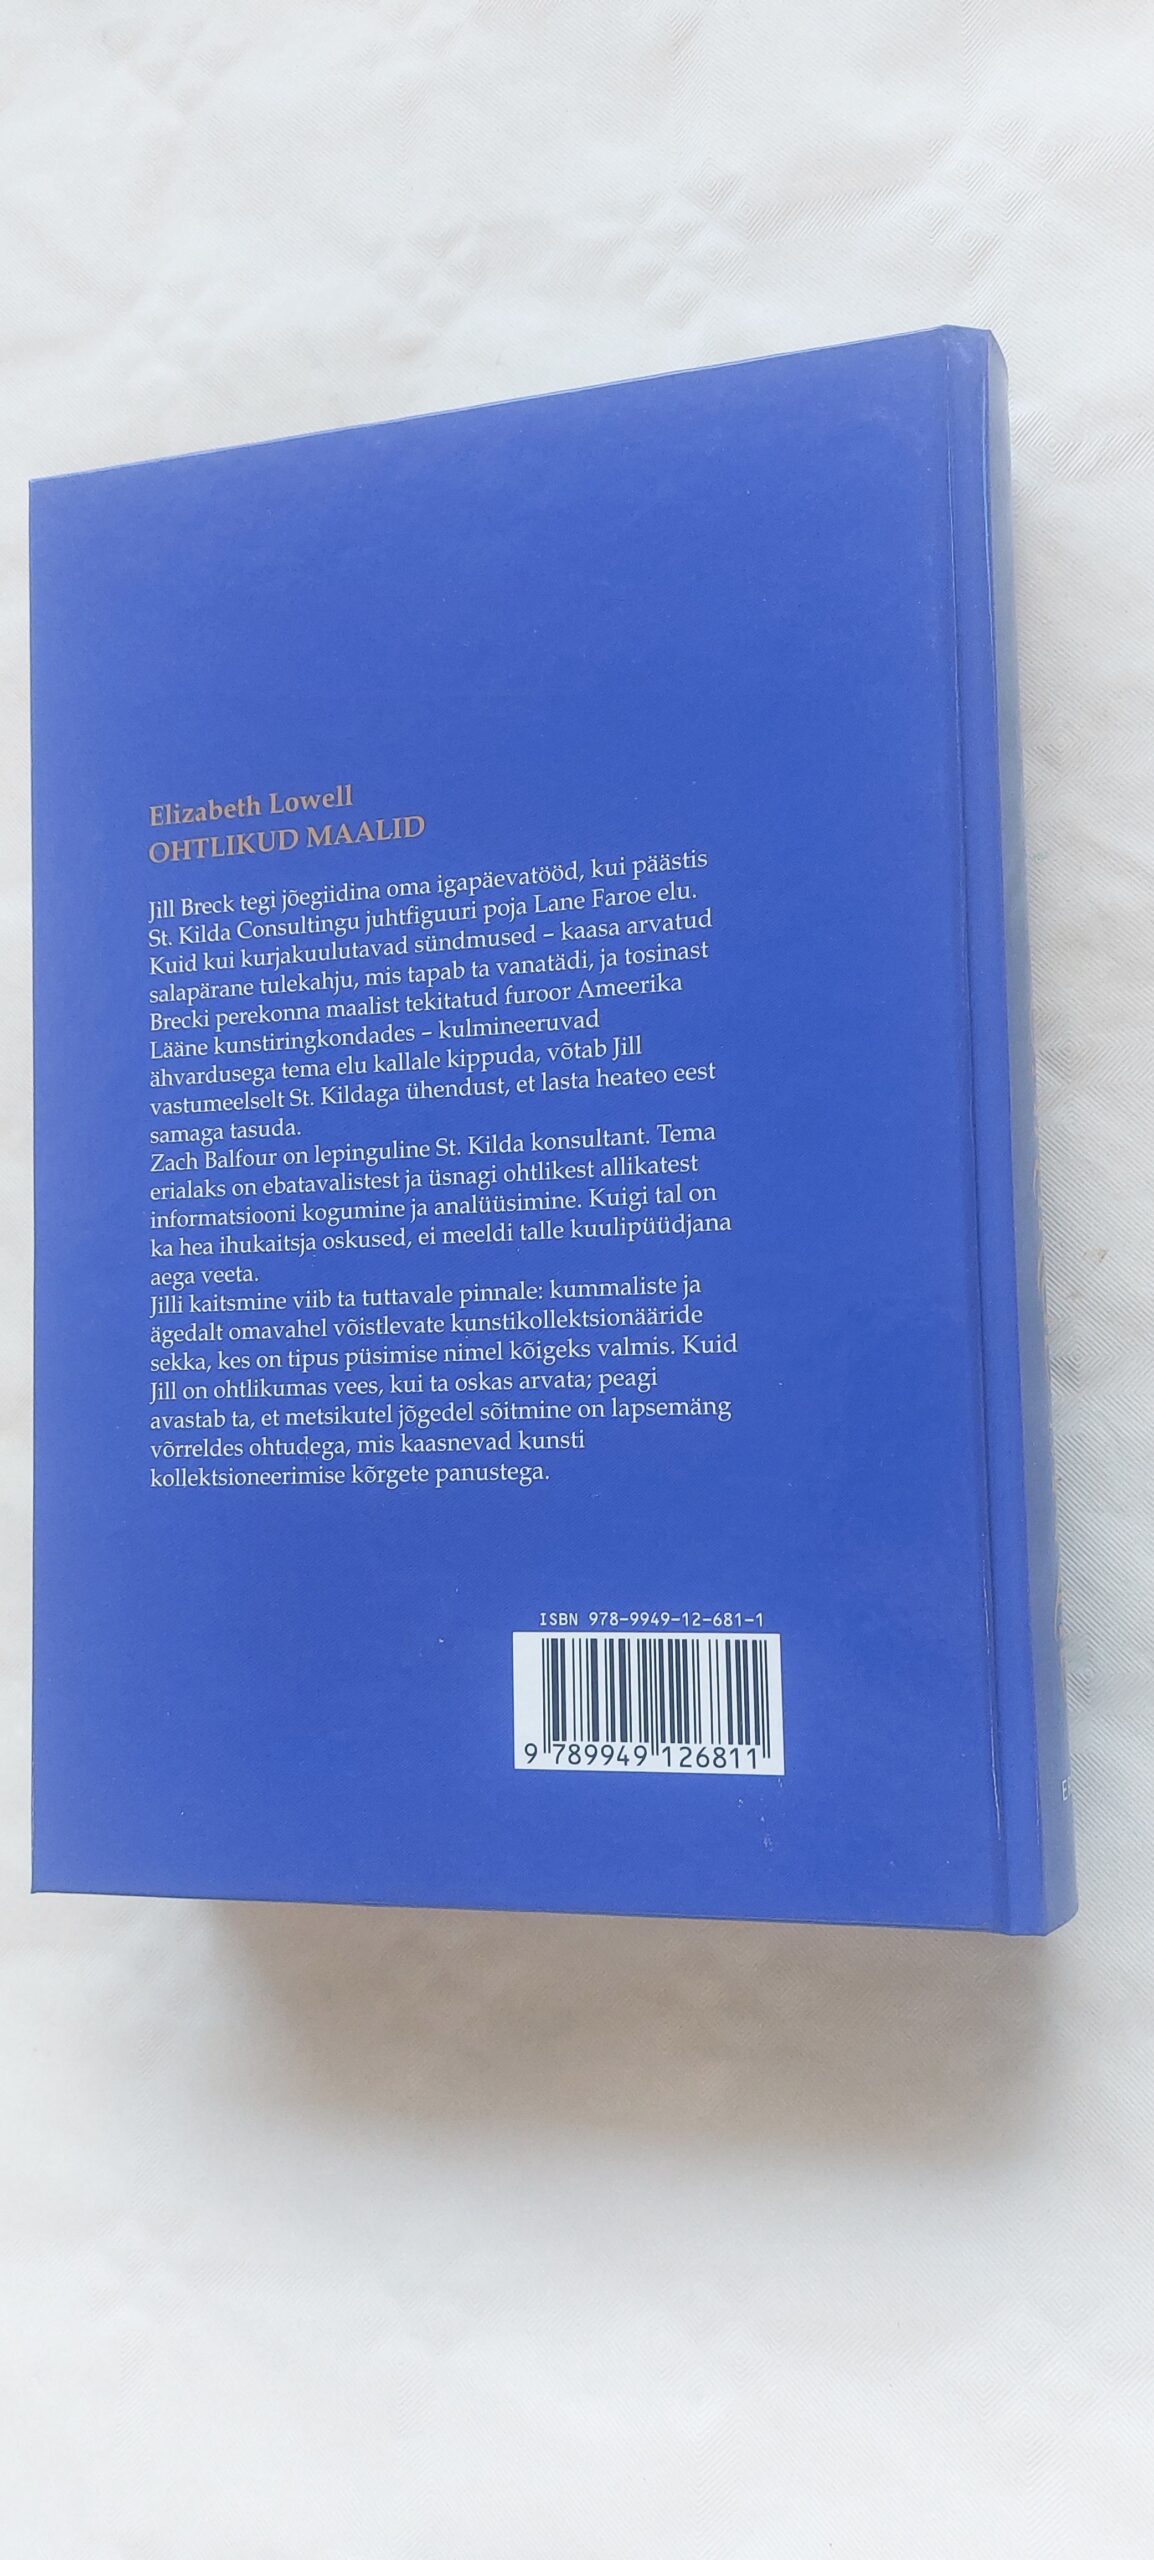 Elizabeth Lowell
OHTLIKUD MAALID
Jill Breck tegi jõegiidina oma igapäevatööd, kui päästis
St. Kilda Consultingu juhtfiguuri poja Lane Faroe elu.
Kuid kui kurjakuulutavad sündmused – kaasa arvatud
salapärane tulekahju, mis tapab ta vanatädi, ja tosinast
Brecki perekonna maalist tekitatud furoor Ameerika
Lääne kunstiringkondades – kulmineeruvad
ähvardusega tema elu kallale kippuda, võtab Jill
vastumeelselt St. Kildaga ühendust, et lasta heateo eest
samaga tasuda.
Zach Balfour on lepinguline St. Kilda konsultant. Tema
erialaks on ebatavalistest ja üsnagi ohtlikest allikatest
informatsiooni kogumine ja analüüsimine. Kuigi tal on
ka hea ihukaitsja oskused, ei meeldi talle kuulipüüdjana
aega veeta.
Jilli kaitsmine viib ta tuttavale pinnale: kummaliste ja
ägedalt omavahel võistlevate kunstikollektsionääride
sekka, kes on tipus püsimise nimel kõigeks valmis. Kuid
Jill on ohtlikumas vees, kui ta oskas arvata; peagi
avastab ta, et metsikutel jõgedel sõitmine on lapsemäng
võrreldes ohtudega, mis kaasnevad kunsti
kollektsioneerimise kõrgete panustega.
ISBN 978-9949-12-681-1
9 789949 126811